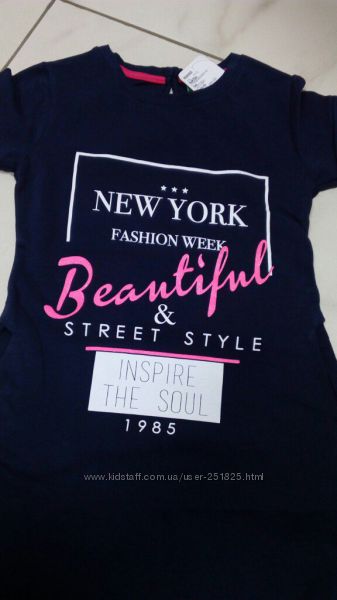 ★★★
NEW YORK
FASHION WEEK
Beautiful
&
STREET STYLE
INSPIRE
THE SOUL
1985
www.kidstaff.com.ua/user-251825.html